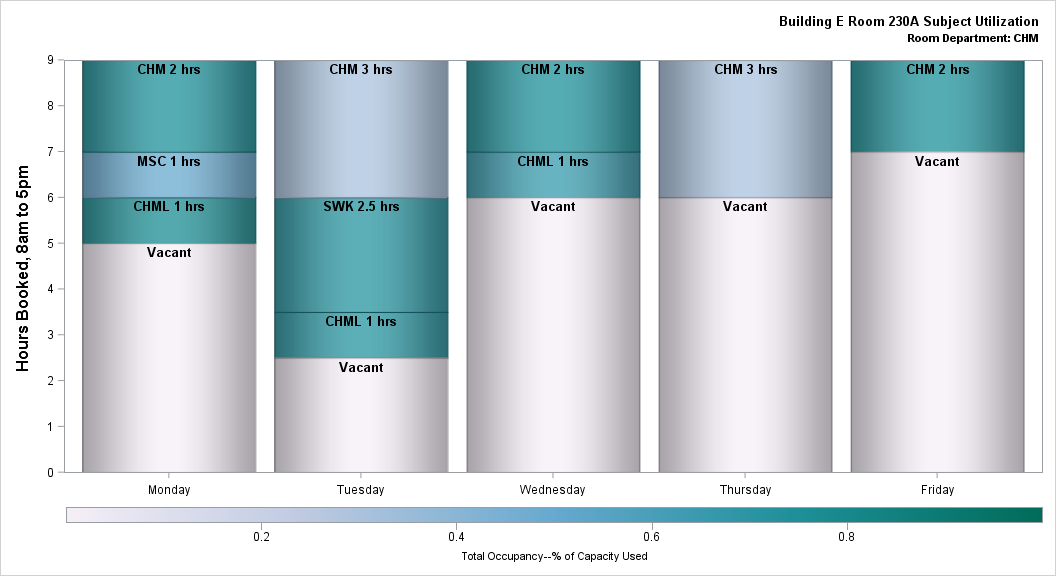 Building E Room 230A Subject Utilization
Room Department: CHM
Hours Booked, 8am to 5pm
9
8
7
6
5
4
3
2
1
0
CHM 2 hrs
MSC 1 hrs
CHML 1 hrs
Vacant
CHM 3 hrs
SWK 2.5 hrs
CHML 1 hrs
Vacant
CHM 2 hrs
CHML 1 hrs
Vacant
CHM 3 hrs
Vacant
CHM 2 hrs
Vacant
Monday Tuesday Wednesday Thursday Friday
0.2 0.4 0.6 0.8
Total Occupancy--% of Capacity Used